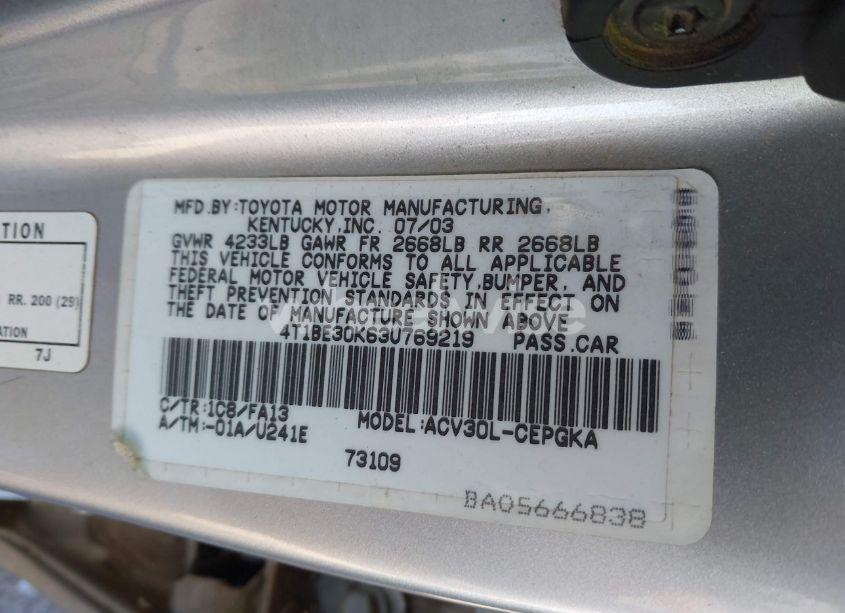 TION
RR. 200 (29)
ATION
7J
MFD.BY:TOYOTA MOTOR MANUFACTURING,
KENTUCKY,INC. 07/03
GVWR 4233LB GAWR FR 2668LB RR 2668LB
THIS VEHICLE CONFORMS TO ALL APPLICABLE
FEDERAL MOTOR VEHICLE SAFETY,BUMPER, AND
THEFT PREVENTION STANDARDS IN EFFECT ON
THE DATE OF MANUFACTURE SHOWN ABOVE
4T1BE30K63U769219 PASS.CAR
C/TR:1C8/FA13
A/TM:-01A/U241E
MODEL:ACV30L-CEPGKA
73109
BA05666838